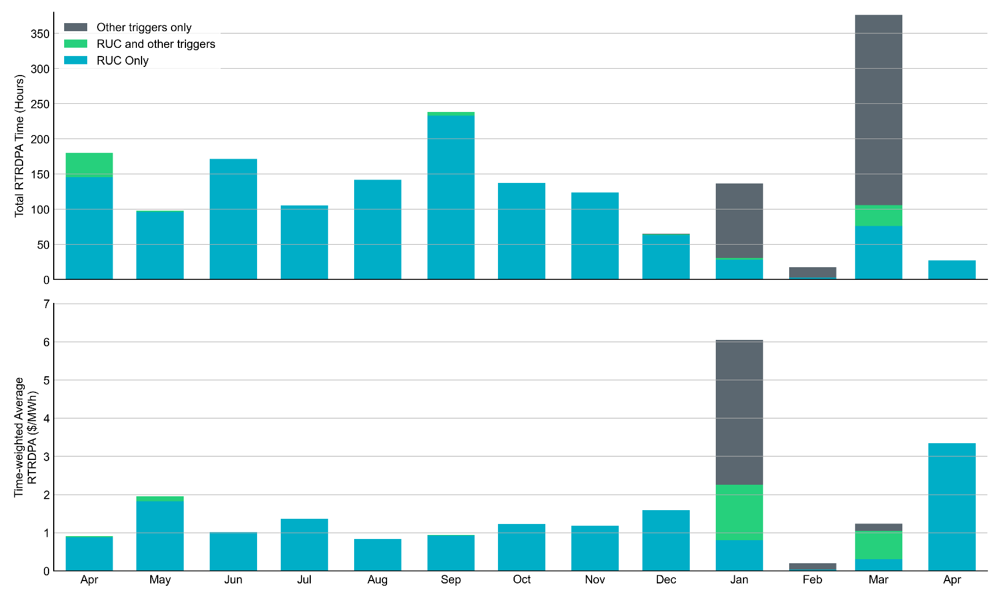 Other triggers only
RUC and other triggers
RUC Only
Total RTRDPA Time (Hours)
350
300
250
200
150
100
50
0
Time-weighted Average
RTRDPA ($/MWh)
7
6
5
4
3
2
1
0
Apr May Jun Jul Aug Sep Oct Nov Dec Jan Feb Mar Apr